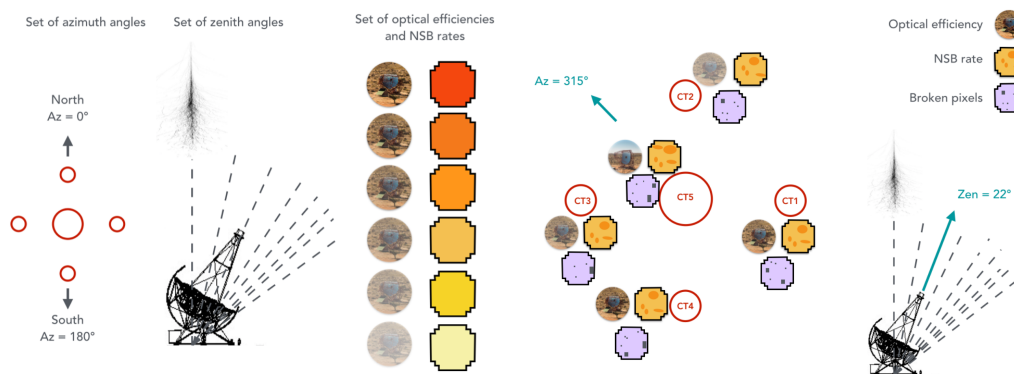 Set of azimuth angles
Set of zenith angles
Set of optical efficiencies
and NSB rates
North
Az = 0°
South
Az = 180°
Az = 315°
CT2
CT5
CT3
CT1
CT4
Optical efficiency
NSB rate
Broken pixels
Zen = 22°